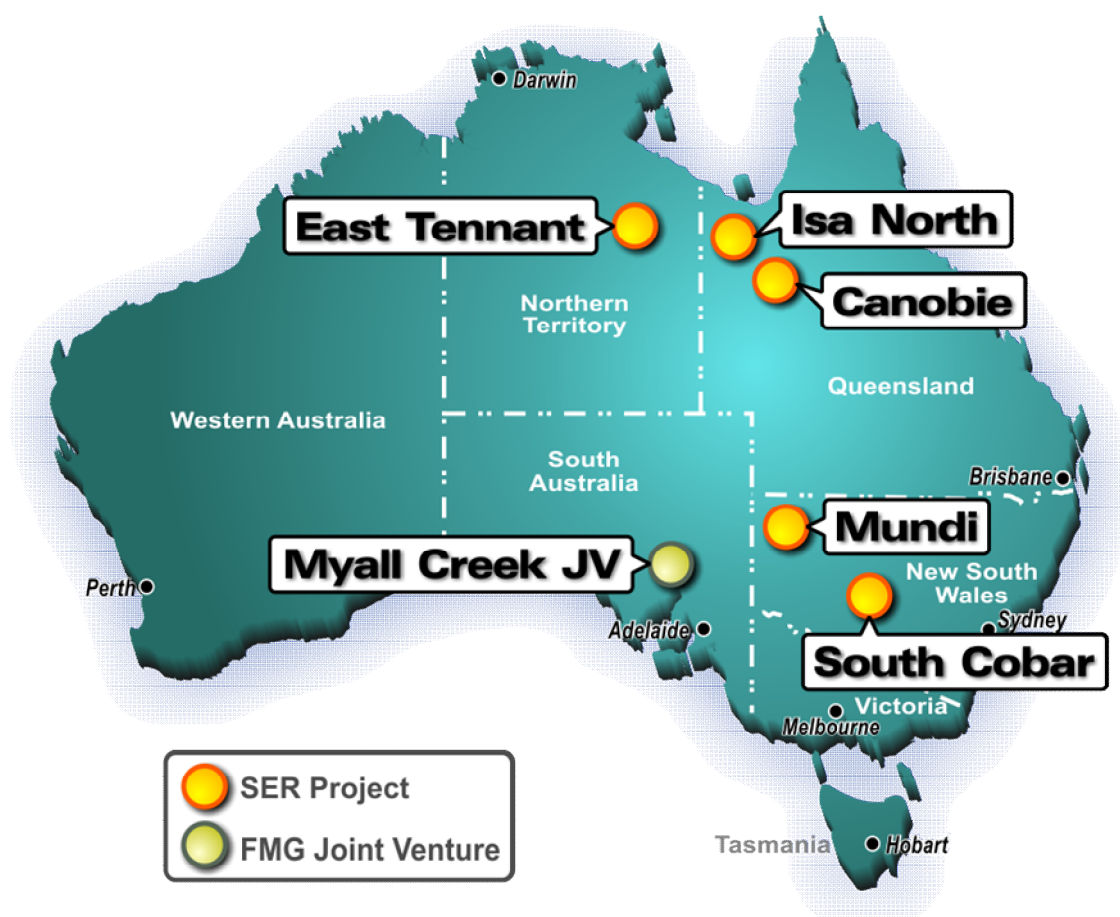 Darwin
East Tennant
Isa North
Canobie
Northern
Territory
Queensland
Western Australia
South
Australia
Brisbane
Mundi
Myall Creek JV
New South
Wales
Perth
Adelaide
Sydney
South Cobar
Victoria
Melbourne
SER Project
FMG Joint Venture
Tasmania
Hobart